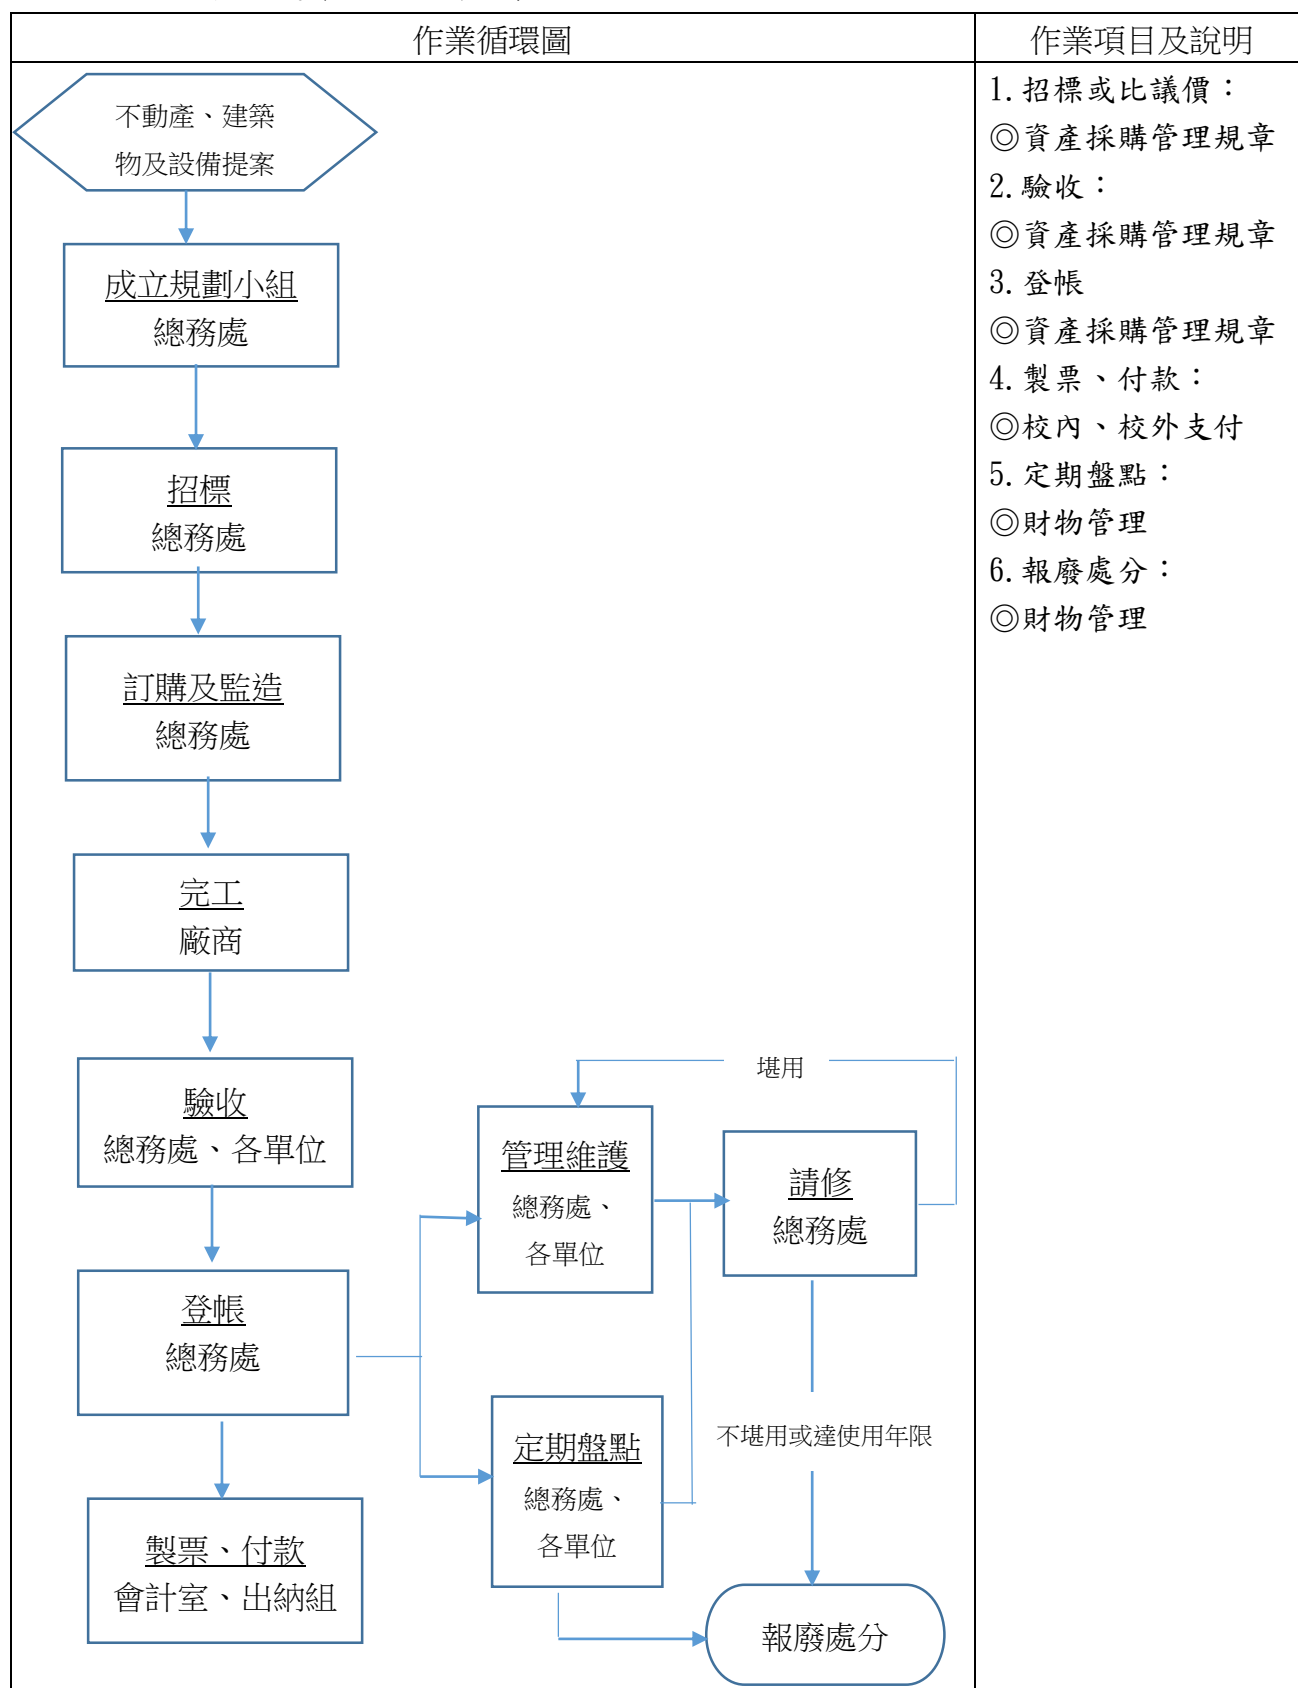 作業循環圖
作業項目及說明
不動產、建築
物及設備提案
成立規劃小組
總務處
招標
總務處
訂購及監造
總務處
完工
廠商
驗收
總務處、各單位
登帳
總務處
製票、付款
會計室、出納組
堪用
管理維護
總務處、
各單位
請修
總務處
定期盤點
總務處、
各單位
不堪用或達使用年限
報廢處分
1.招標或比議價：
◎資產採購管理規章
2.驗收：
◎資產採購管理規章
3.登帳
◎資產採購管理規章
4.製票、付款：
◎校內、校外支付
5.定期盤點：
◎財物管理
6.報廢處分：
◎財物管理